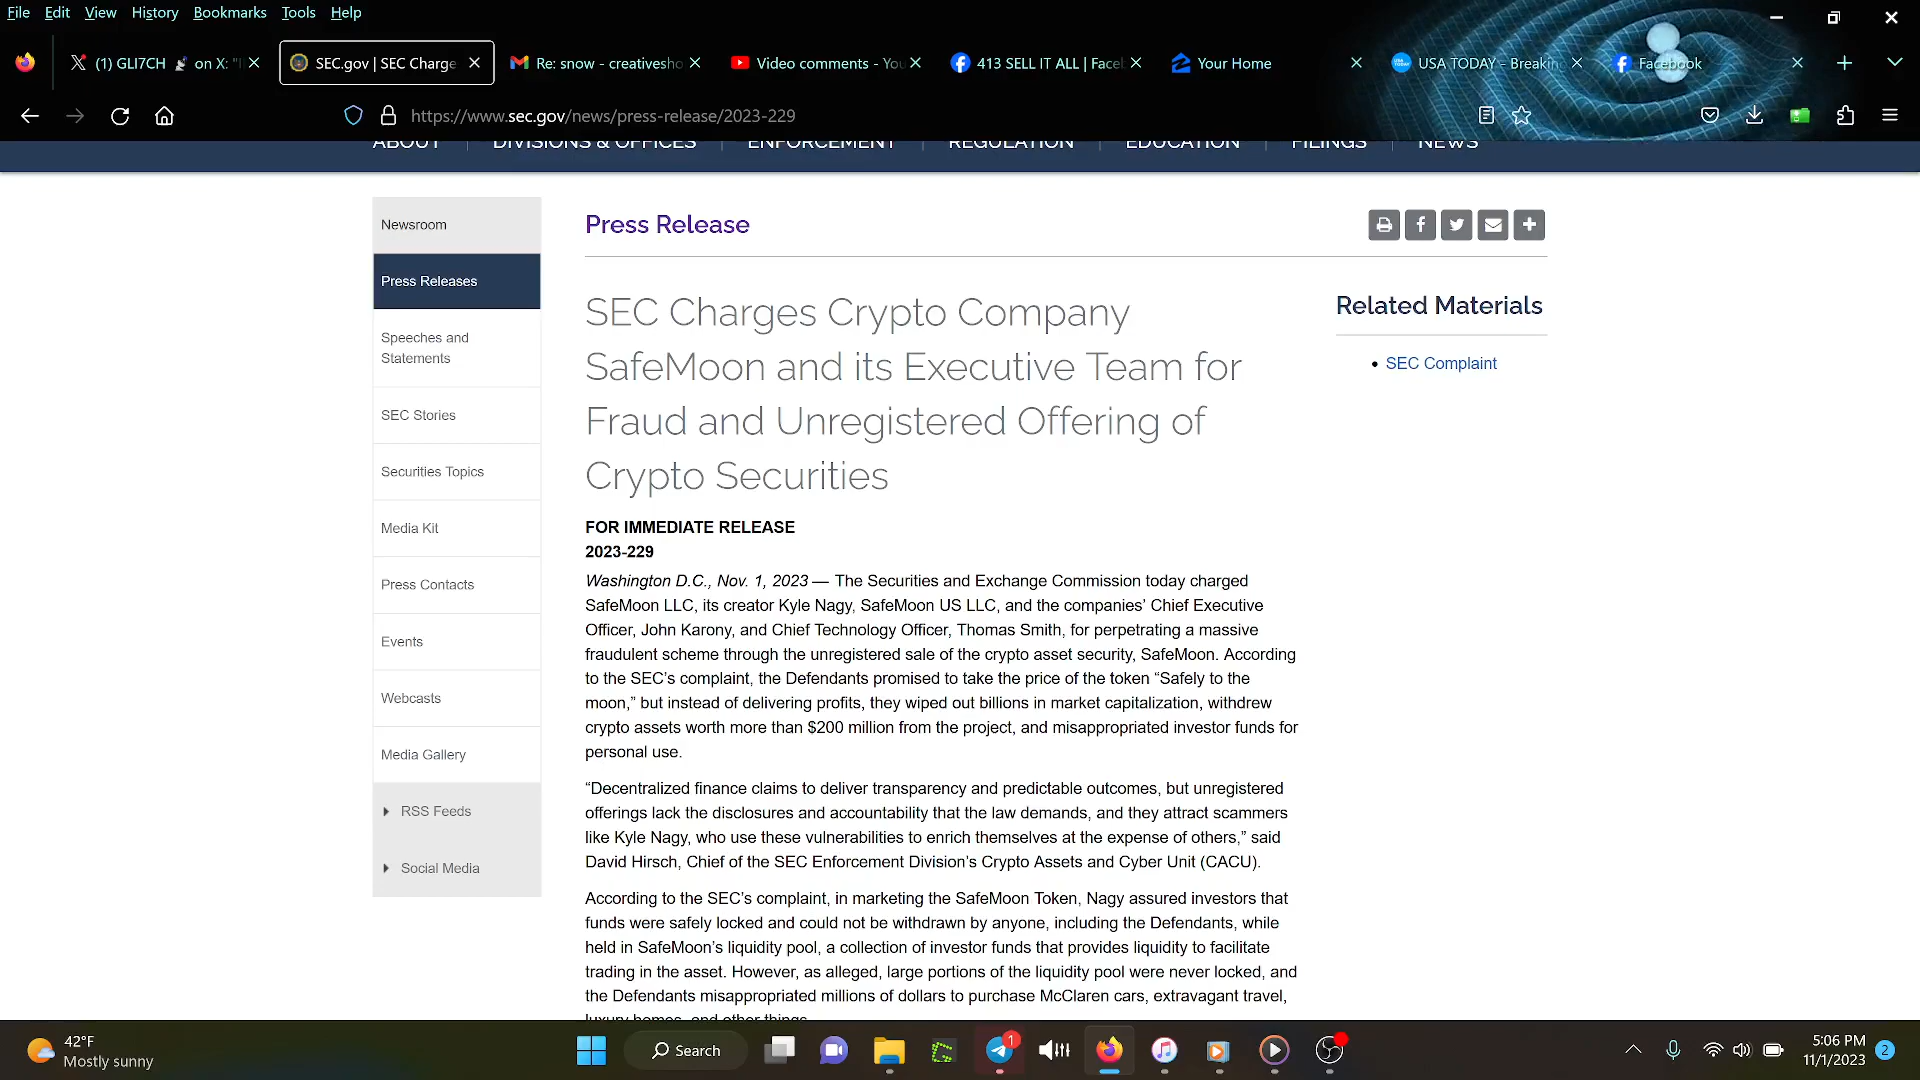 File Edit View History Bookmarks Tools Help
(1) GLI7CH on X: "I
SEC.gov | SEC Charge
Re: snow - creativesho
Video comments - You
413 SELL IT ALL | Facel
Your Home
USA TODAY - Breaking
Facebook
https://www.sec.gov/news/press-release/2023-229
ABOUT DIVISIONS & OFFICES ENFORCEMENT REGULATION EDUCATION FILINGS NEWS
Newsroom
Press Releases
Speeches and
Statements
SEC Stories
Securities Topics
Media Kit
Press Contacts
Events
Webcasts
Media Gallery
RSS Feeds
Social Media
Press Release
SEC Charges Crypto Company
SafeMoon and its Executive Team for
Fraud and Unregistered Offering of
Crypto Securities
FOR IMMEDIATE RELEASE
2023-229
Washington D.C., Nov. 1, 2023 — The Securities and Exchange Commission today charged
SafeMoon LLC, its creator Kyle Nagy, SafeMoon US LLC, and the companies’ Chief Executive
Officer, John Karony, and Chief Technology Officer, Thomas Smith, for perpetrating a massive
fraudulent scheme through the unregistered sale of the crypto asset security, SafeMoon. According
to the SEC’s complaint, the Defendants promised to take the price of the token “Safely to the
moon,” but instead of delivering profits, they wiped out billions in market capitalization, withdrew
crypto assets worth more than $200 million from the project, and misappropriated investor funds for
personal use.
“Decentralized finance claims to deliver transparency and predictable outcomes, but unregistered
offerings lack the disclosures and accountability that the law demands, and they attract scammers
like Kyle Nagy, who use these vulnerabilities to enrich themselves at the expense of others,” said
David Hirsch, Chief of the SEC Enforcement Division’s Crypto Assets and Cyber Unit (CACU).
According to the SEC’s complaint, in marketing the SafeMoon Token, Nagy assured investors that
funds were safely locked and could not be withdrawn by anyone, including the Defendants, while
held in SafeMoon’s liquidity pool, a collection of investor funds that provides liquidity to facilitate
trading in the asset. However, as alleged, large portions of the liquidity pool were never locked, and
the Defendants misappropriated millions of dollars to purchase McClaren cars, extravagant travel,
luxury homes, and other things.
Related Materials
SEC Complaint
42°F
Mostly sunny
Search
1
5:06 PM
11/1/2023
2